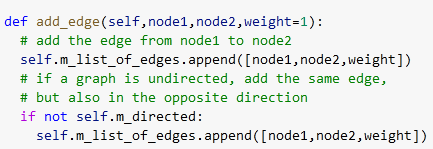 def add_edge(self,node1,node2,weight=1):
  # add the edge from node1 to node2
  self.m_list_of_edges.append([node1,node2,weight])
  # if a graph is undirected, add the same edge,
  # but also in the opposite direction
  if not self.m_directed:
    self.m_list_of_edges.append([node1,node2,weight])